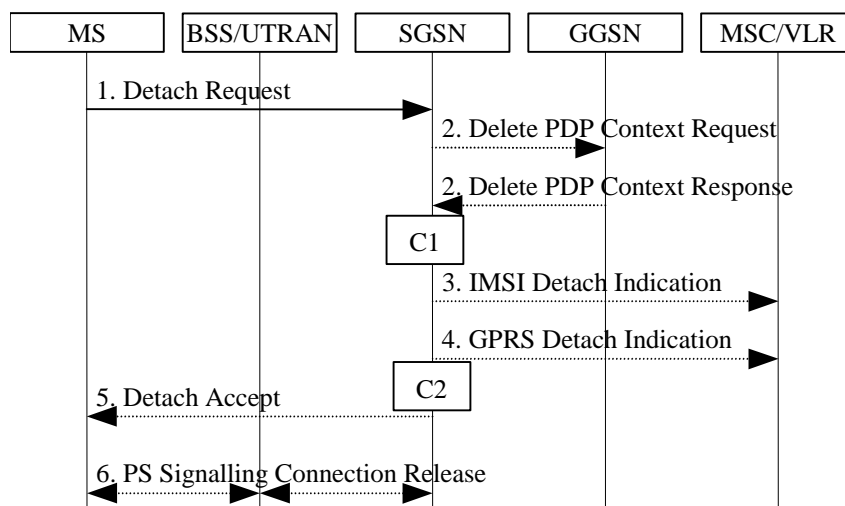 MS BSS/UTRAN SGSN GGSN MSC/VLR
1. Detach Request
2. Delete PDP Context Request
2. Delete PDP Context Response
C1
3. IMSI Detach Indication
4. GPRS Detach Indication
C2
5. Detach Accept
6. PS Signalling Connection Release